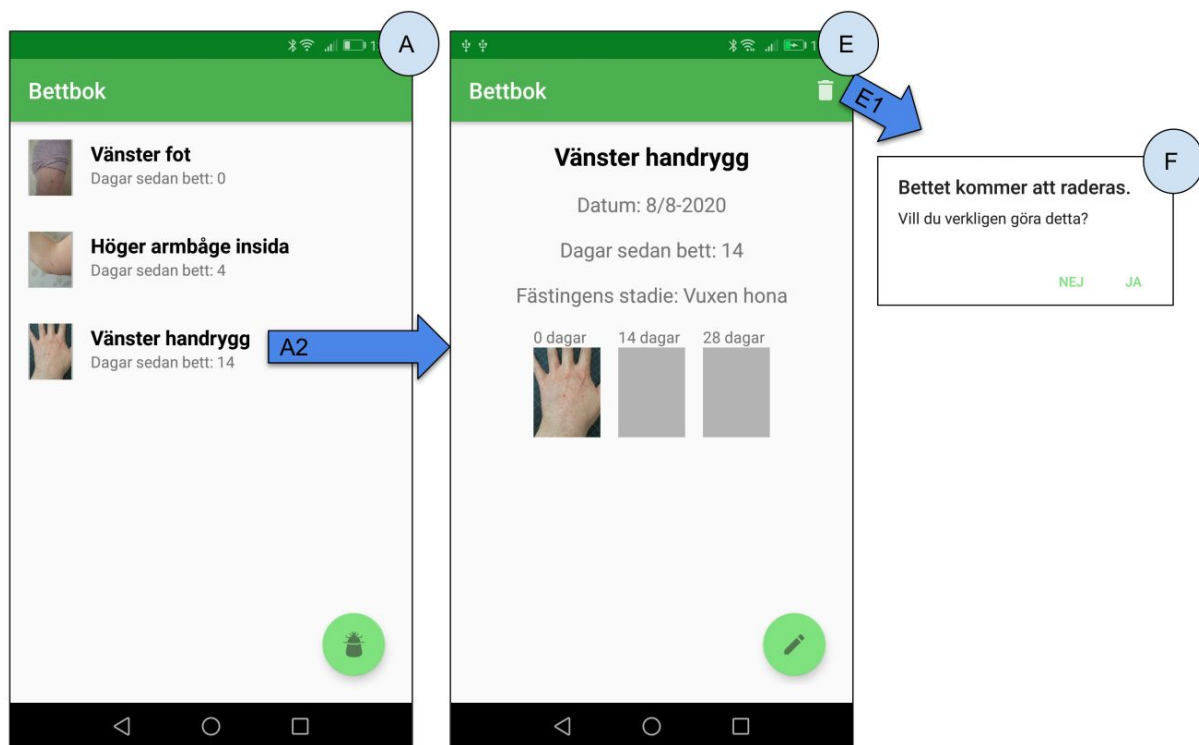 A
Bettbok
Vänster fot
Dagar sedan bett: 0
Höger armbåge insida
Dagar sedan bett: 4
Vänster handrygg
Dagar sedan bett: 14
A2
E
Bettbok
E1
Vänster handrygg
Datum: 8/8-2020
Dagar sedan bett: 14
Fästingens stadie: Vuxen hona
0 dagar 14 dagar 28 dagar
F
Bettet kommer att raderas.
Vill du verkligen göra detta?
NEJ JA